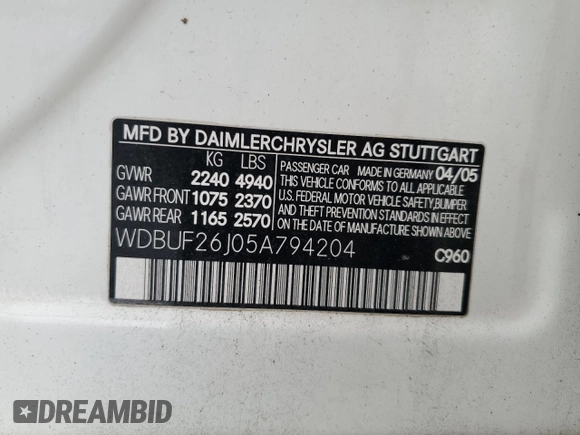 MFD BY DAIMLERCHRYSLER AG STUTTGART
KG LBS
GVWR 2240 4940
GAWR FRONT 1075 2370
GAWR REAR 1165 2570
PASSENGER CAR MADE IN GERMANY 04/05
THIS VEHICLE CONFORMS TO ALL APPLICABLE
U.S. FEDERAL MOTOR VEHICLE SAFETY,BUMPER
AND THEFT PREVENTION STANDARDS IN
EFFECT ON THE DATE OF MANUFACTURE
SHOWN ABOVE.
WDBUF26J05A794204
C960
DREAMBID